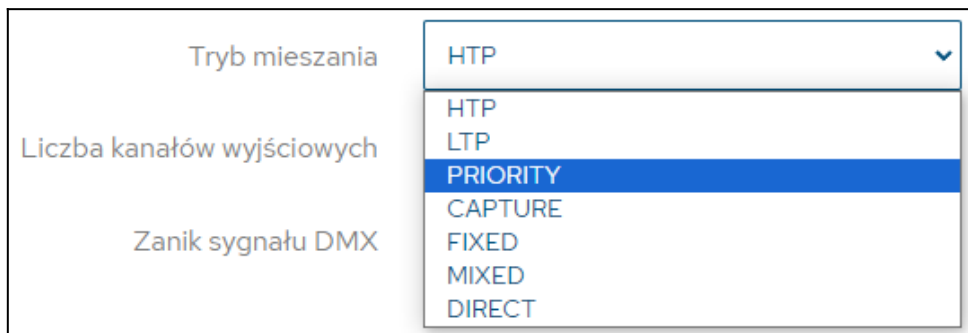 Tryb mieszania
HTP
HTP
LTP
PRIORITY
CAPTURE
FIXED
MIXED
DIRECT
Liczba kanałów wyjściowych
Zanik sygnału DMX